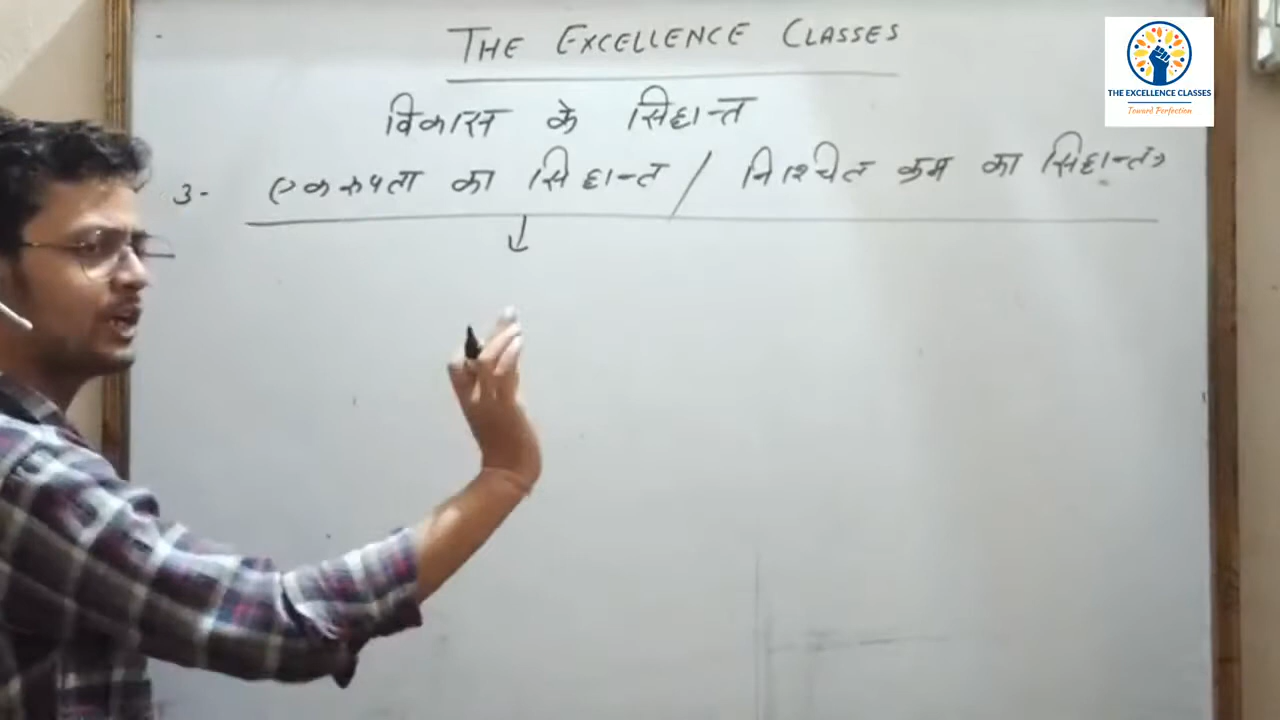 THE EXCELLENCE CLASSES
THE EXCELLENCE CLASSES
Toward Perfection
विकास के सिद्धान्त
3- एकरुपता का सिद्धान्त / निश्चित क्रम का सिद्धान्त→